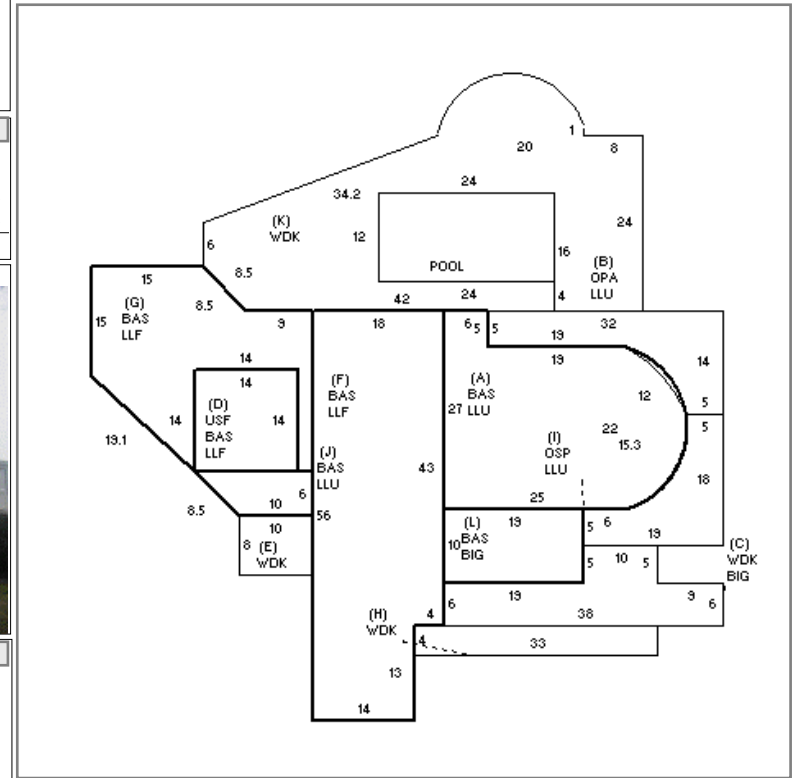 1
20
8
24
34.2
(K)
WDK
12
24
6
16
POOL
(B)
OPA
LLU
8.5
15
4
24
42
(G)
BAS
LLF
15
8.5
9
18
6
5
5
32
19
19
14
14
14
(F)
BAS
LLF
(A)
BAS
LLU
12
5
(D)
USF
BAS
LLF
14
14
27
22
5
19.1
(J)
BAS
LLU
43
(I)
OSP
LLU
15.3
18
6
25
8.5
10
56
(L)
BAS
BIG
19
5
6
19
10
8
(E)
WDK
10
5
10
5
(C)
WDK
BIG
19
9
6
6
(H)
WDK
4
38
4
33
13
14